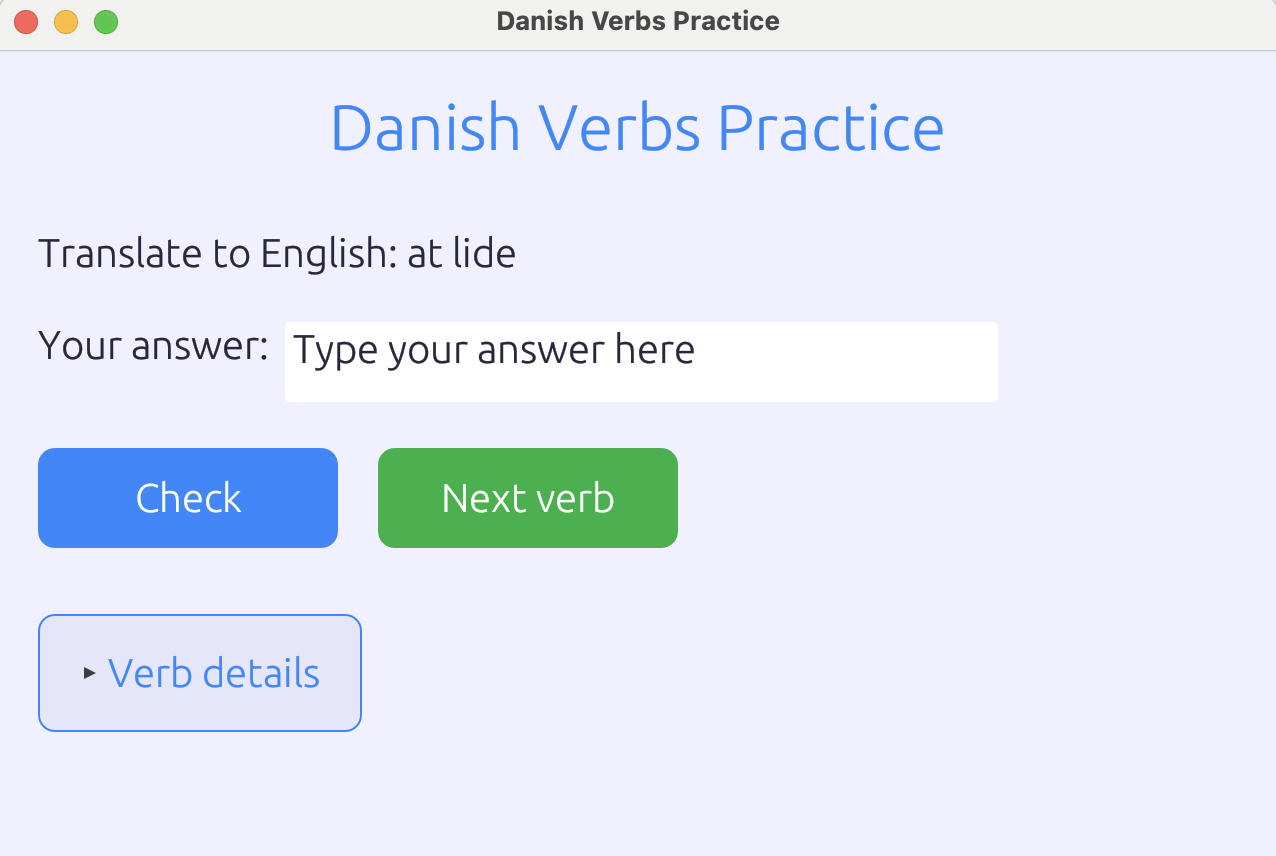 Danish Verbs Practice
Danish Verbs Practice
Translate to English: at lide
Your answer: Type your answer here
Check Next verb
▸ Verb details